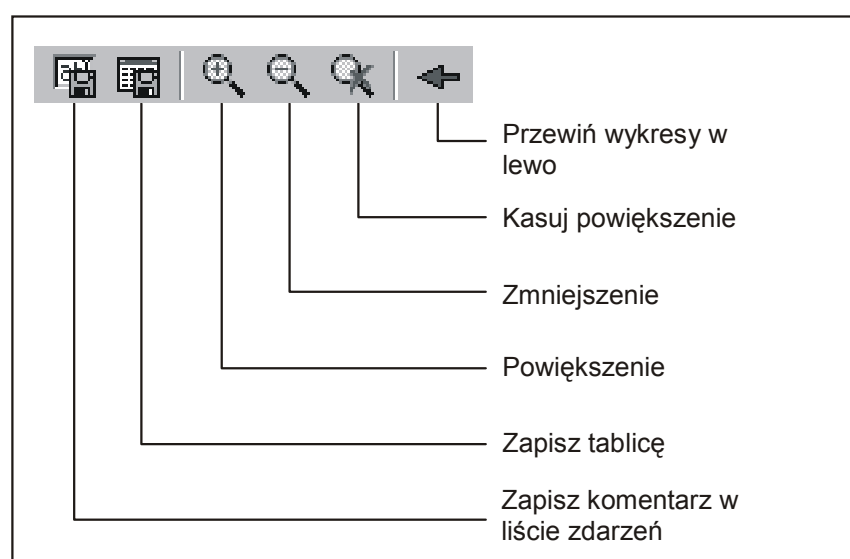 Przewiń wykresy w
lewo
Kasuj powiększenie
Zmniejszenie
Powiększenie
Zapisz tablicę
Zapisz komentarz w
liście zdarzeń